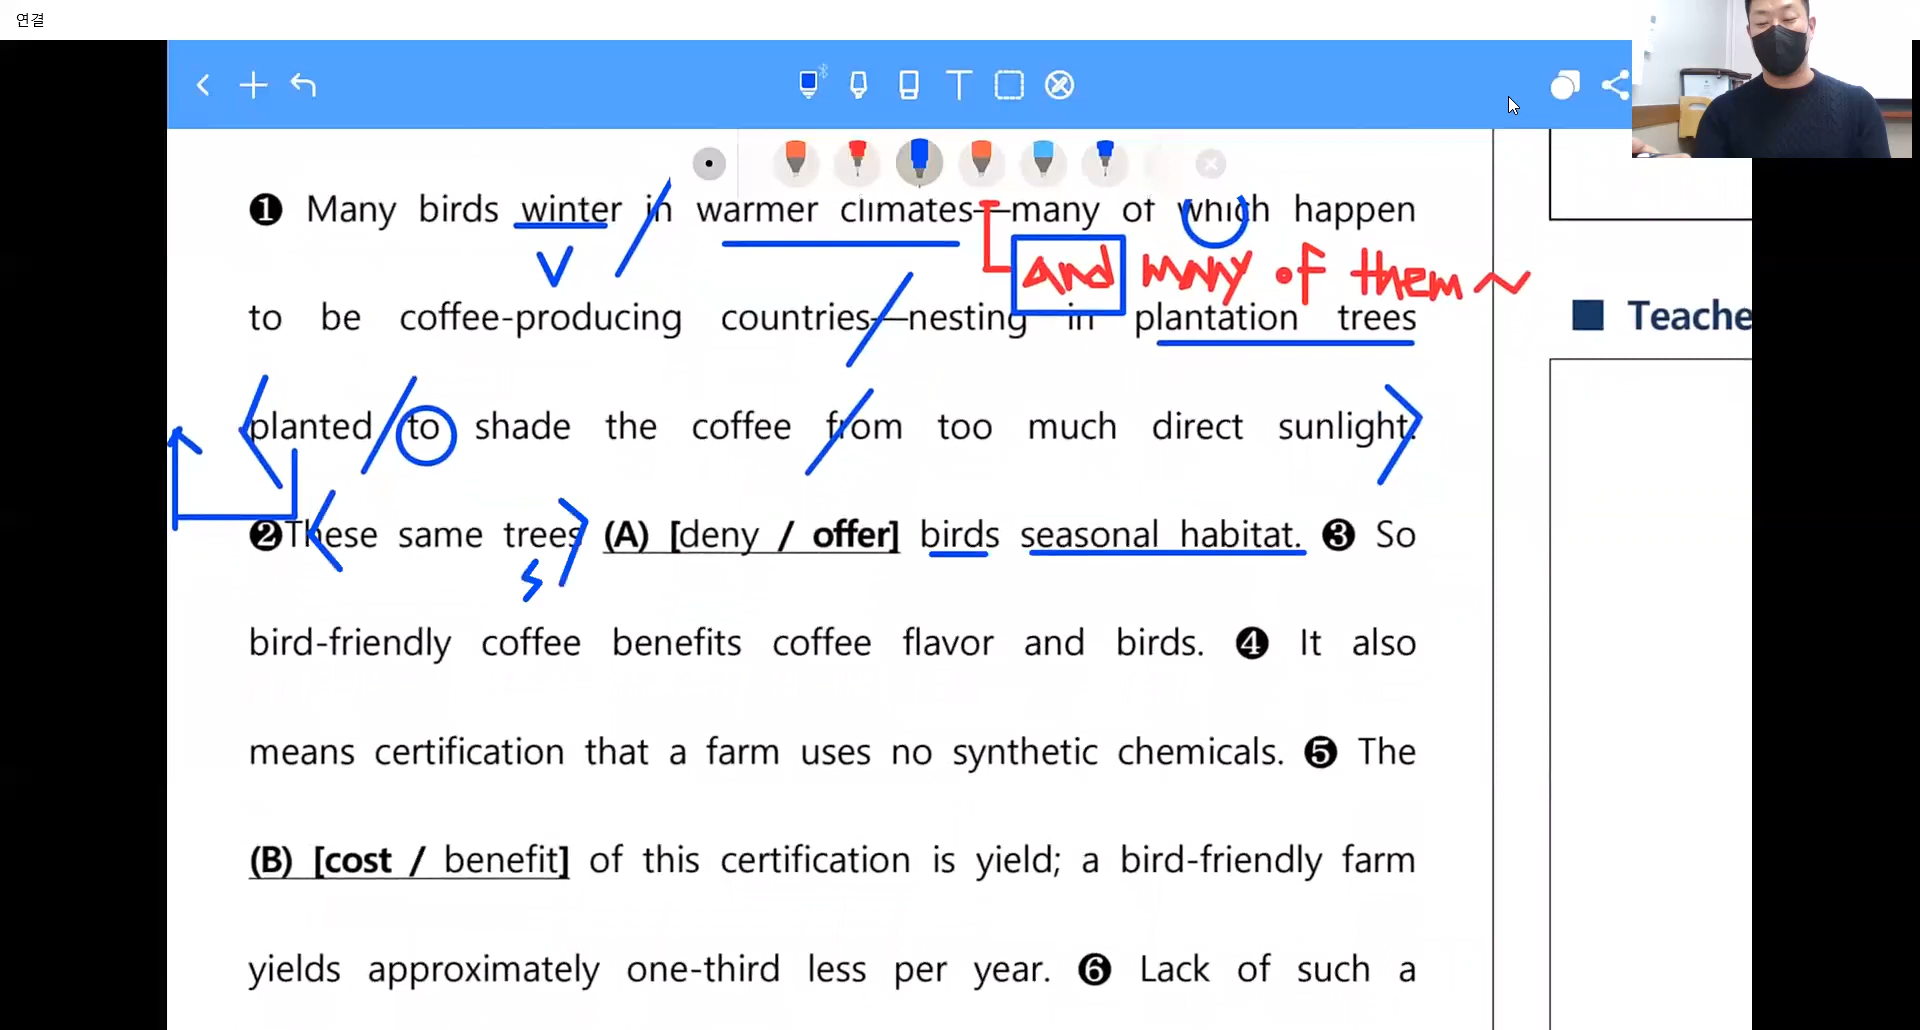 연결
❶ Many birds winter in warmer climates—many of which happen
and many of them ~
to be coffee-producing countries—nesting in plantation trees
Teache
planted to shade the coffee from too much direct sunlight.
❷These same trees (A) [deny / offer] birds seasonal habitat. ❸ So
S
V
bird-friendly coffee benefits coffee flavor and birds. ❹ It also
means certification that a farm uses no synthetic chemicals. ❺ The
(B) [cost / benefit] of this certification is yield; a bird-friendly farm
yields approximately one-third less per year. ❻ Lack of such a